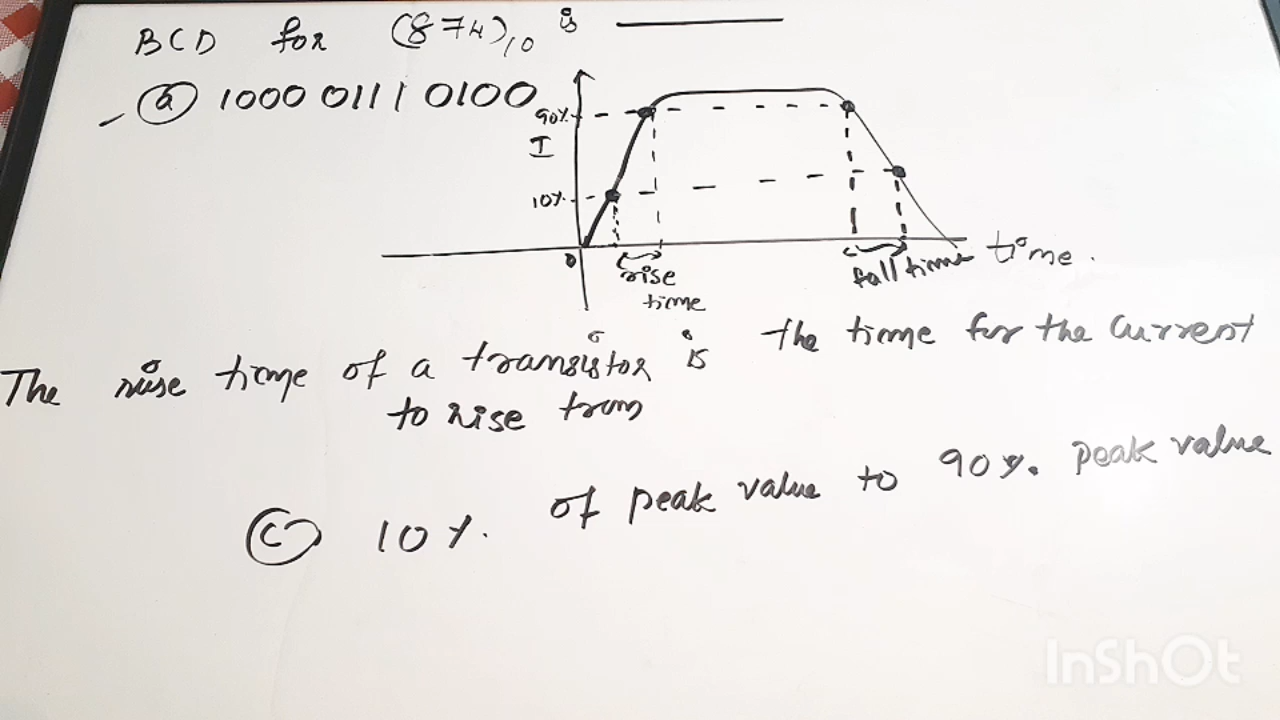 BCD for (874)10 is
(a) 1000 0111 0100
90%
I
10%
0
rise time
fall time
time.
The rise time of a transistor is the time for the current
to rise from
(c) 10%. of peak value to 90%. peak value
InShOt